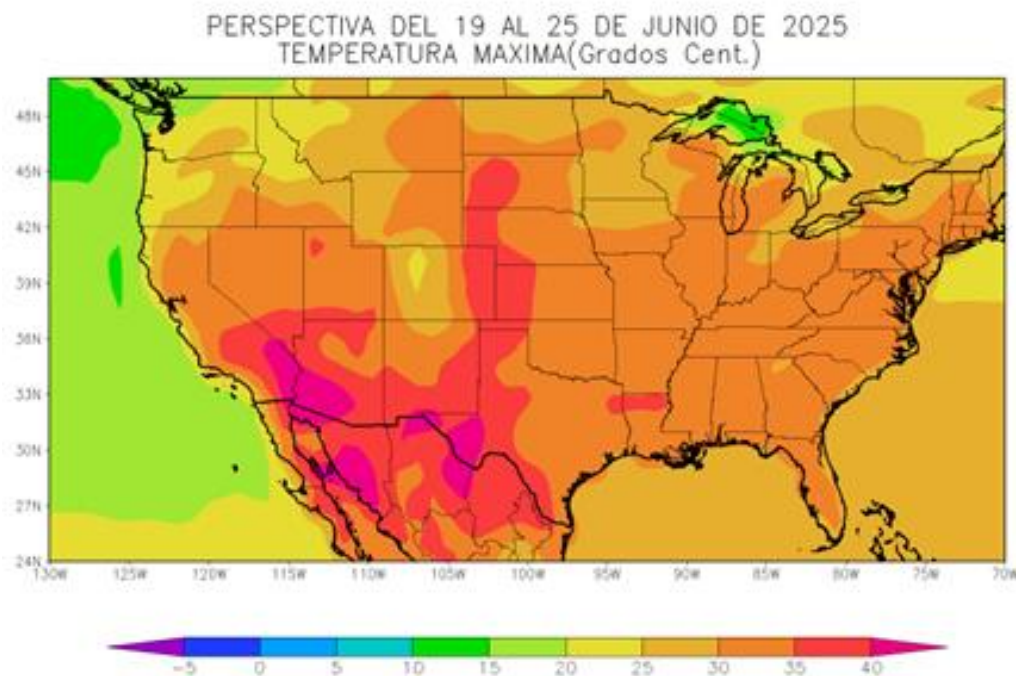 PERSPECTIVA DEL 19 AL 25 DE JUNIO DE 2025
TEMPERATURA MAXIMA(Grados Cent.)
48N
45N
42N
39N
36N
33N
30N
27N
24N
130W 125W 120W 115W 110W 105W 100W 95W 90W 85W 80W 75W 70W
-5 0 5 10 15 20 25 30 35 40